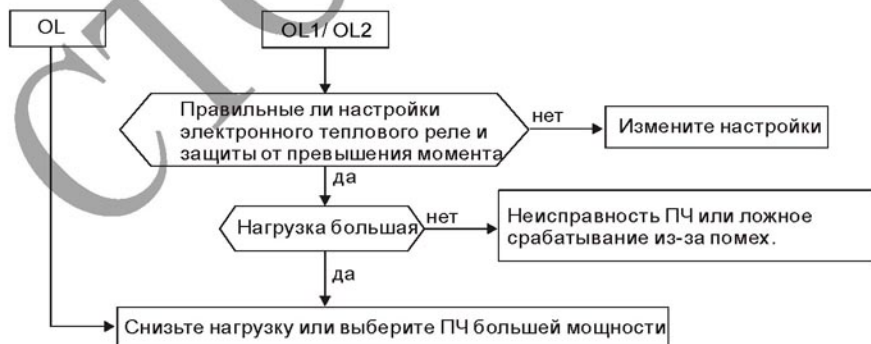 OL
OL1/ OL2
Правильные ли настройки
электронного теплового реле и
защиты от превышения момента
нет
Измените настройки
да
Нагрузка большая
нет
Неисправность ПЧ или ложное
срабатывание из-за помех.
да
Снизьте нагрузку или выберите ПЧ большей мощности